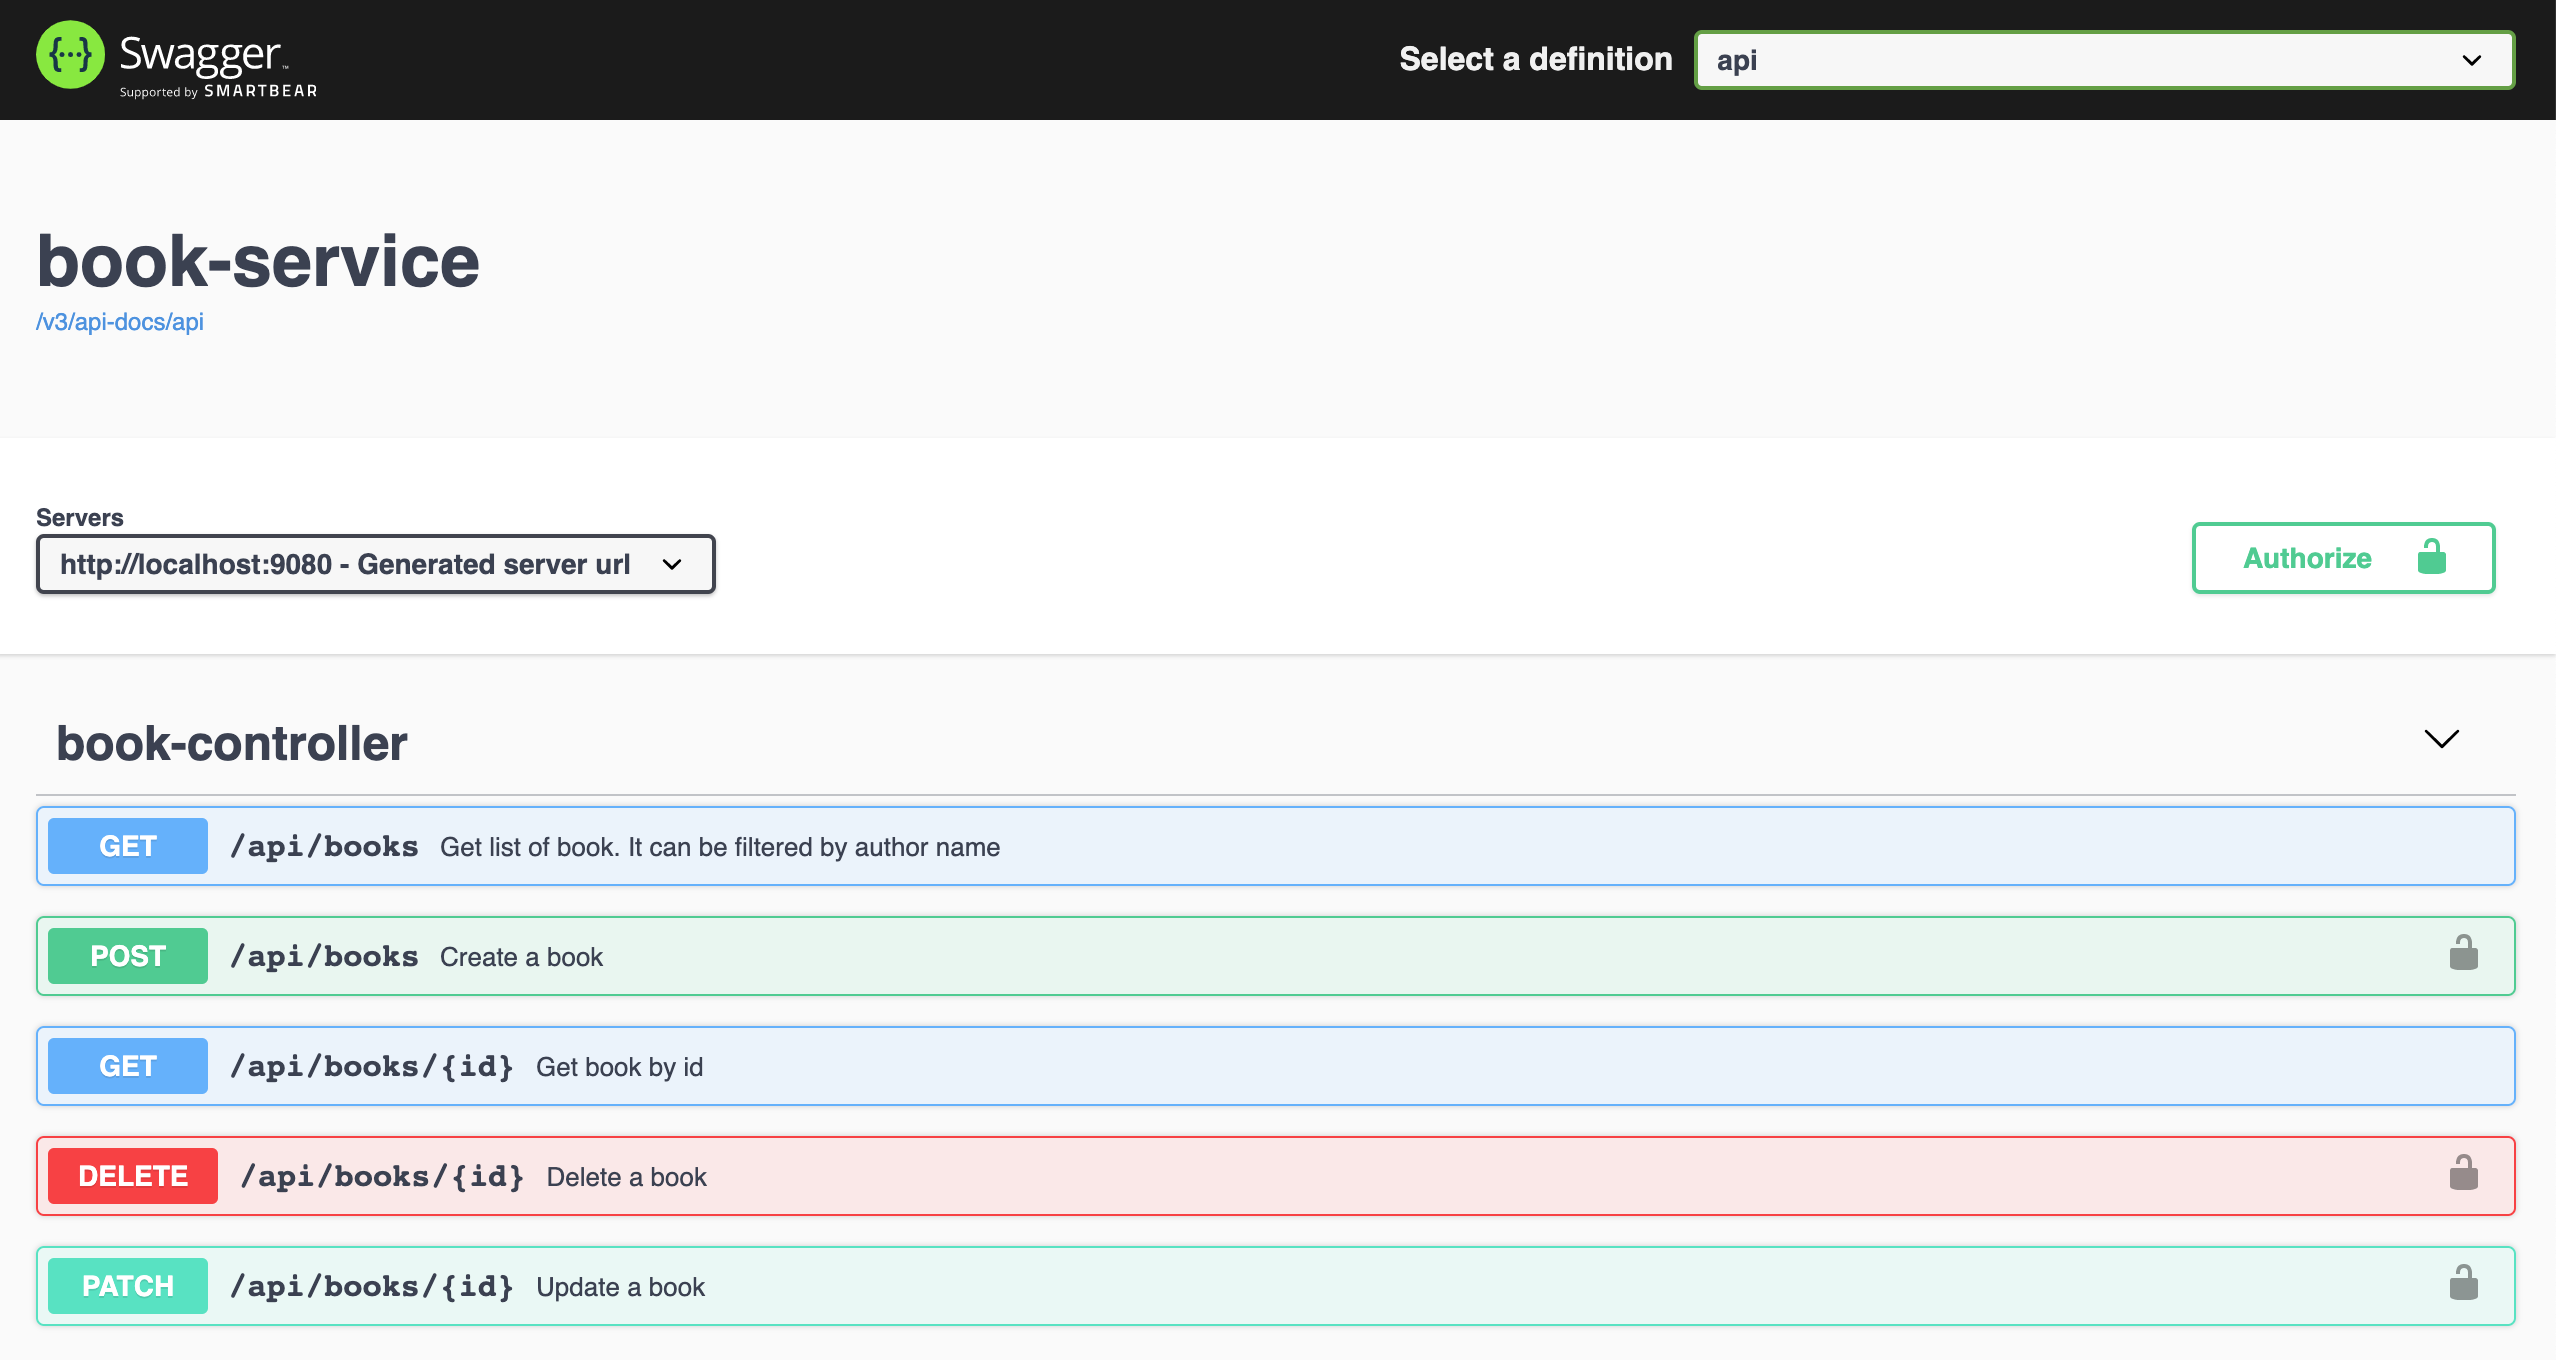 {···} Swagger™
Supported by SMARTBEAR
Select a definition api
book-service
/v3/api-docs/api
Servers
http://localhost:9080 - Generated server url
Authorize
book-controller
GET /api/books Get list of book. It can be filtered by author name
POST /api/books Create a book
GET /api/books/{id} Get book by id
DELETE /api/books/{id} Delete a book
PATCH /api/books/{id} Update a book